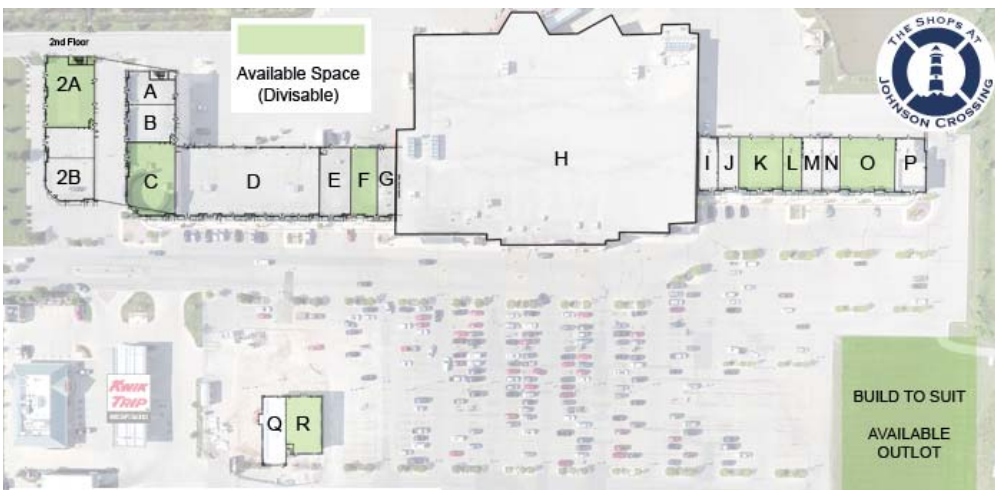 2nd Floor
2A
2B
A
B
C
D
E
F
G
H
I
J
K
L
M
N
O
P
Q
R
Available Space
(Divisable)
THE SHOPS AT
JOHNSON CROSSING
KWIK
TRIP
BUILD TO SUIT
AVAILABLE
OUTLOT